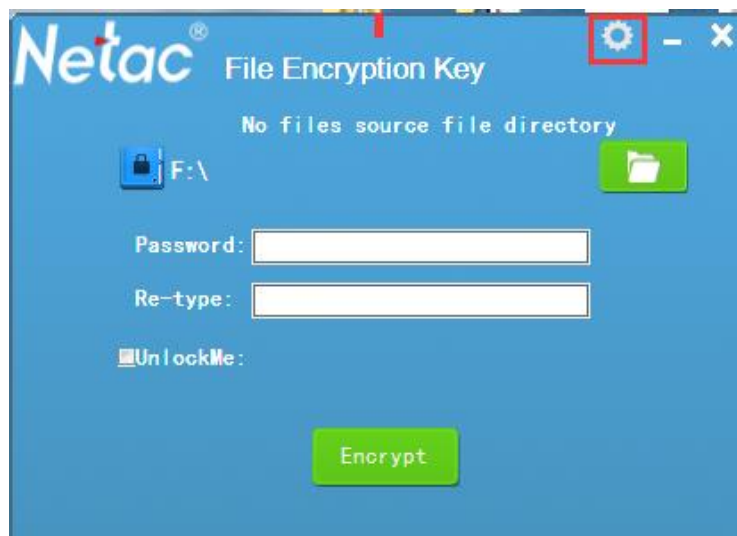 Netac®
File Encryption Key
No files source file directory
F:\
Password:
Re-type:
UnlockMe:
Encrypt